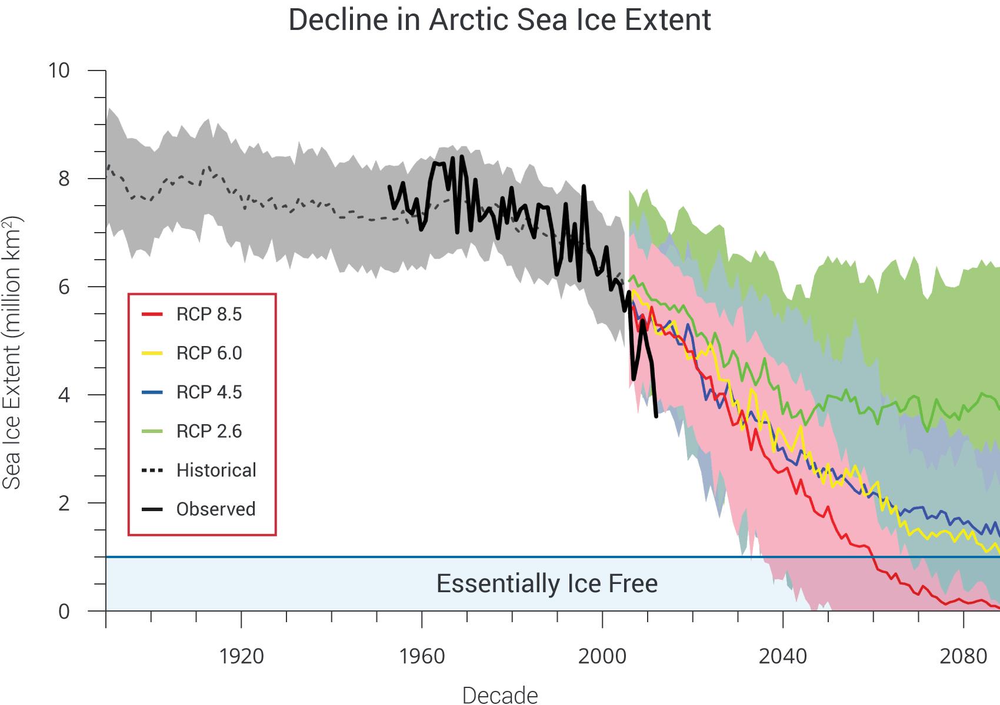 Decline in Arctic Sea Ice Extent
Sea Ice Extent (million km²)
10
8
6
4
2
0
RCP 8.5
RCP 6.0
RCP 4.5
RCP 2.6
Historical
Observed
Essentially Ice Free
1920 1960 2000 2040 2080
Decade